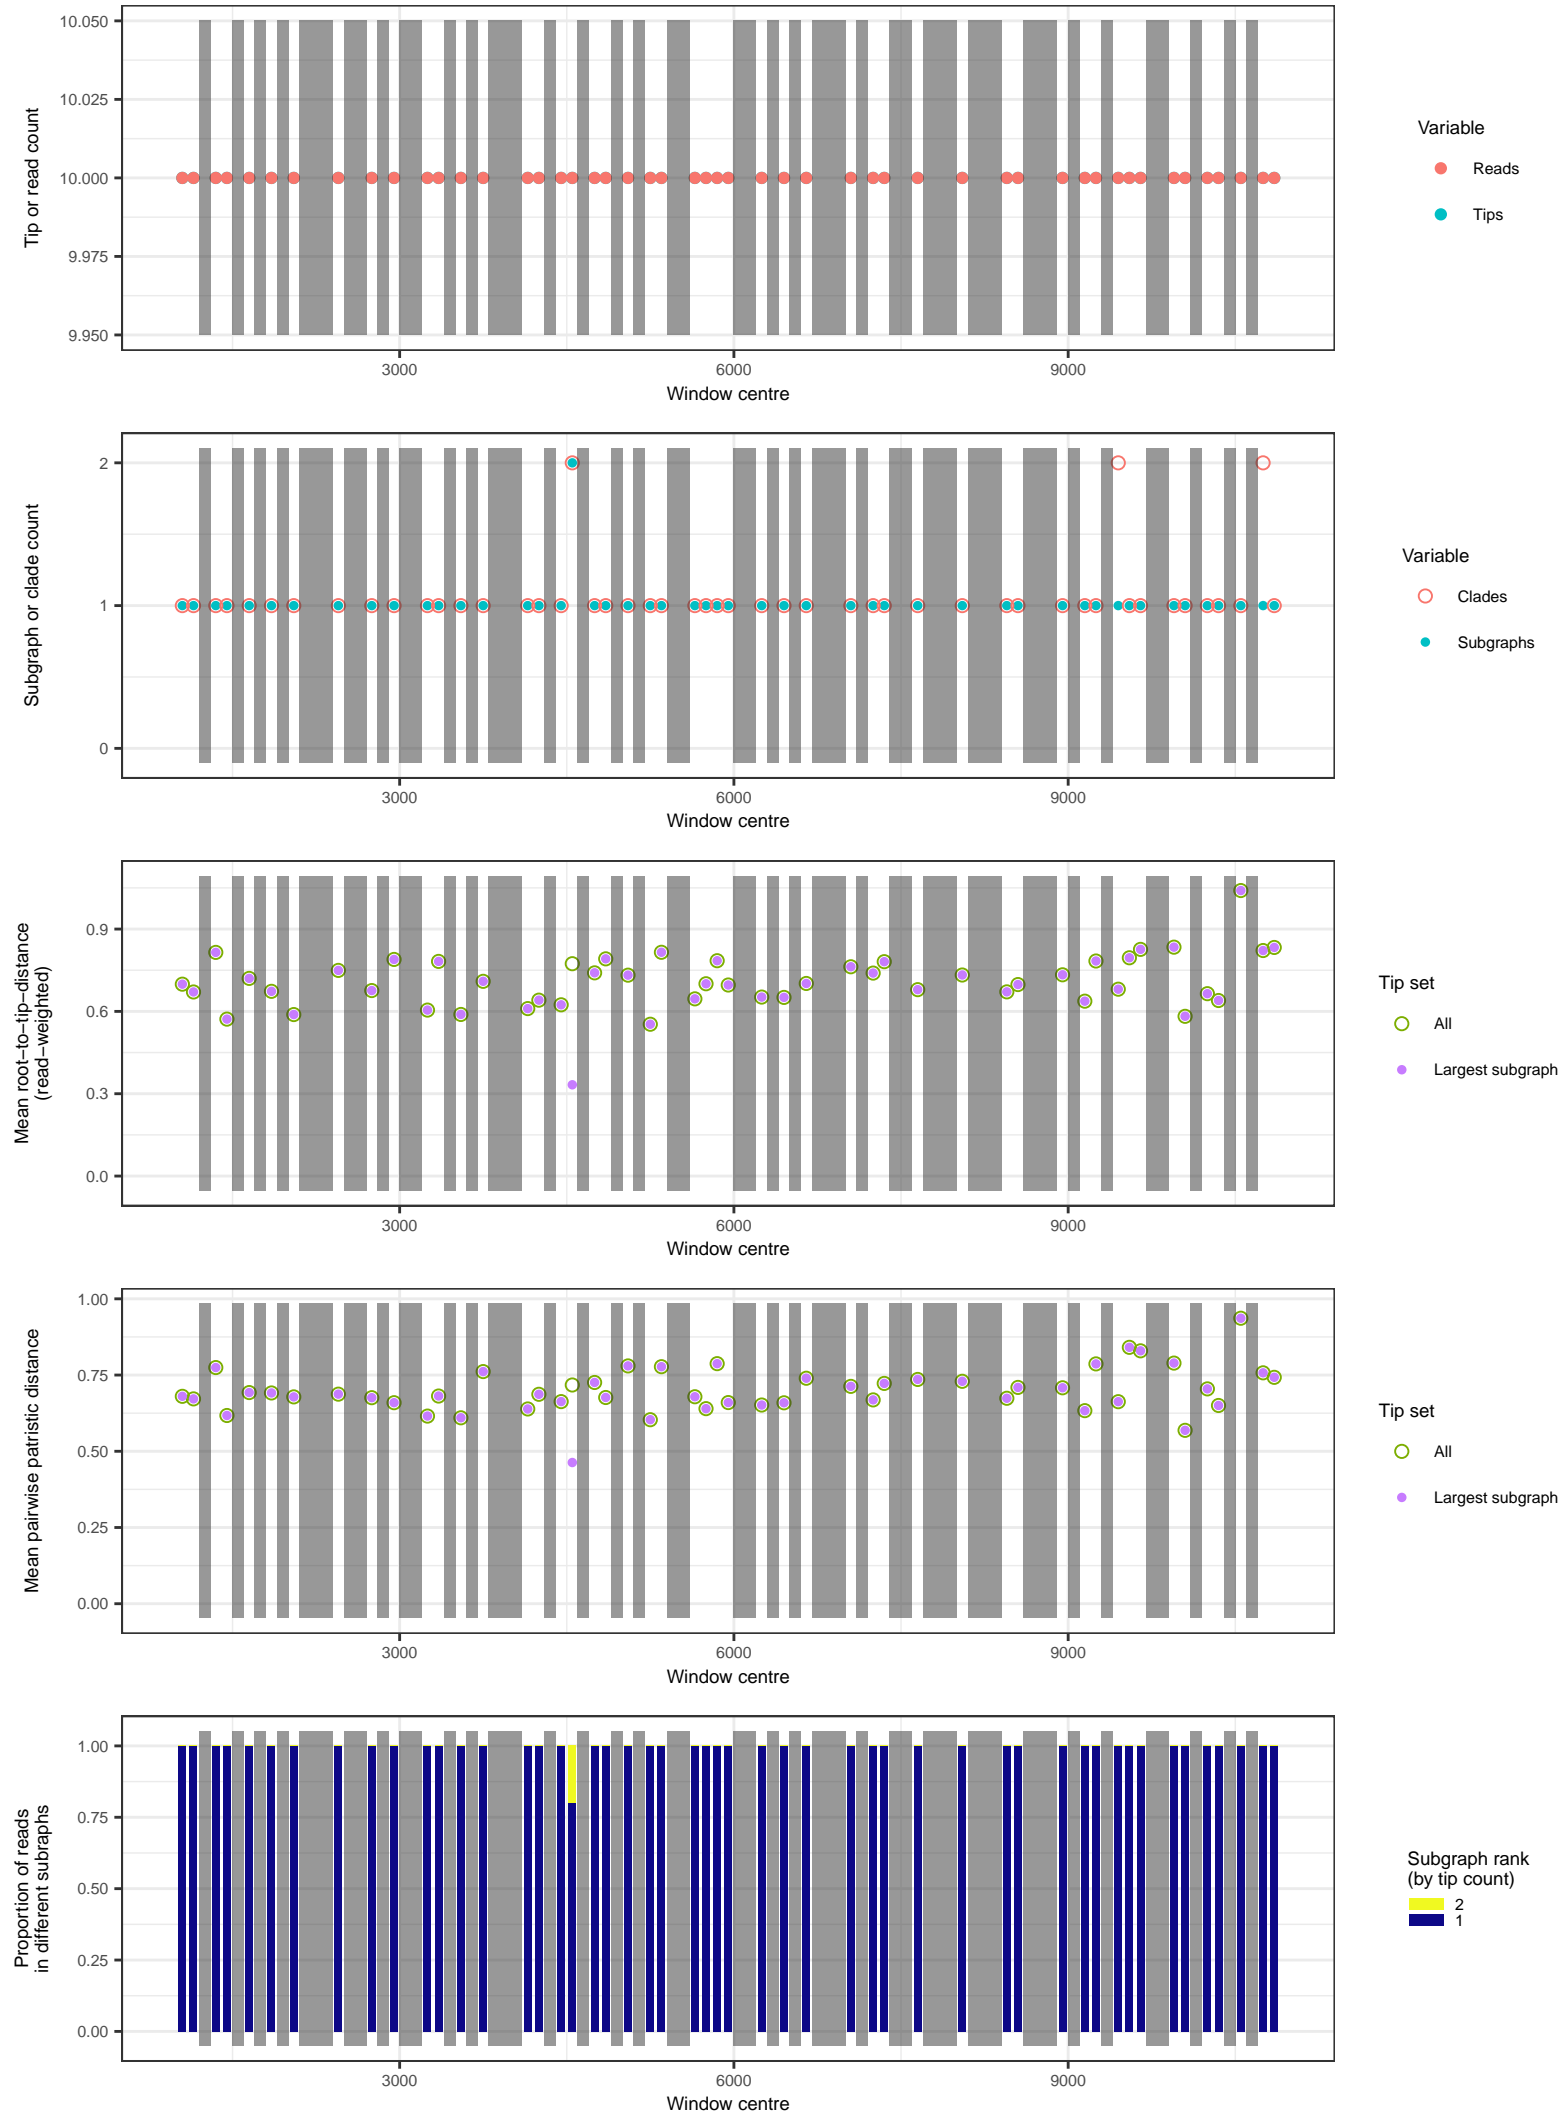 10.050
10.025
10.000
9.975
9.950
Tip or read count
3000
6000
9000
Window centre
Variable
Reads
Tips
2
1
0
Subgraph or clade count
3000
6000
9000
Window centre
Variable
Clades
Subgraphs
0.9
0.6
0.3
0.0
Mean root−to−tip−distance
(read−weighted)
3000
6000
9000
Window centre
Tip set
All
Largest subgraph
1.00
0.75
0.50
0.25
0.00
Mean pairwise patristic distance
3000
6000
9000
Window centre
Tip set
All
Largest subgraph
1.00
0.75
0.50
0.25
0.00
Proportion of reads
in different subraphs
3000
6000
9000
Window centre
Subgraph rank
(by tip count)
2
1